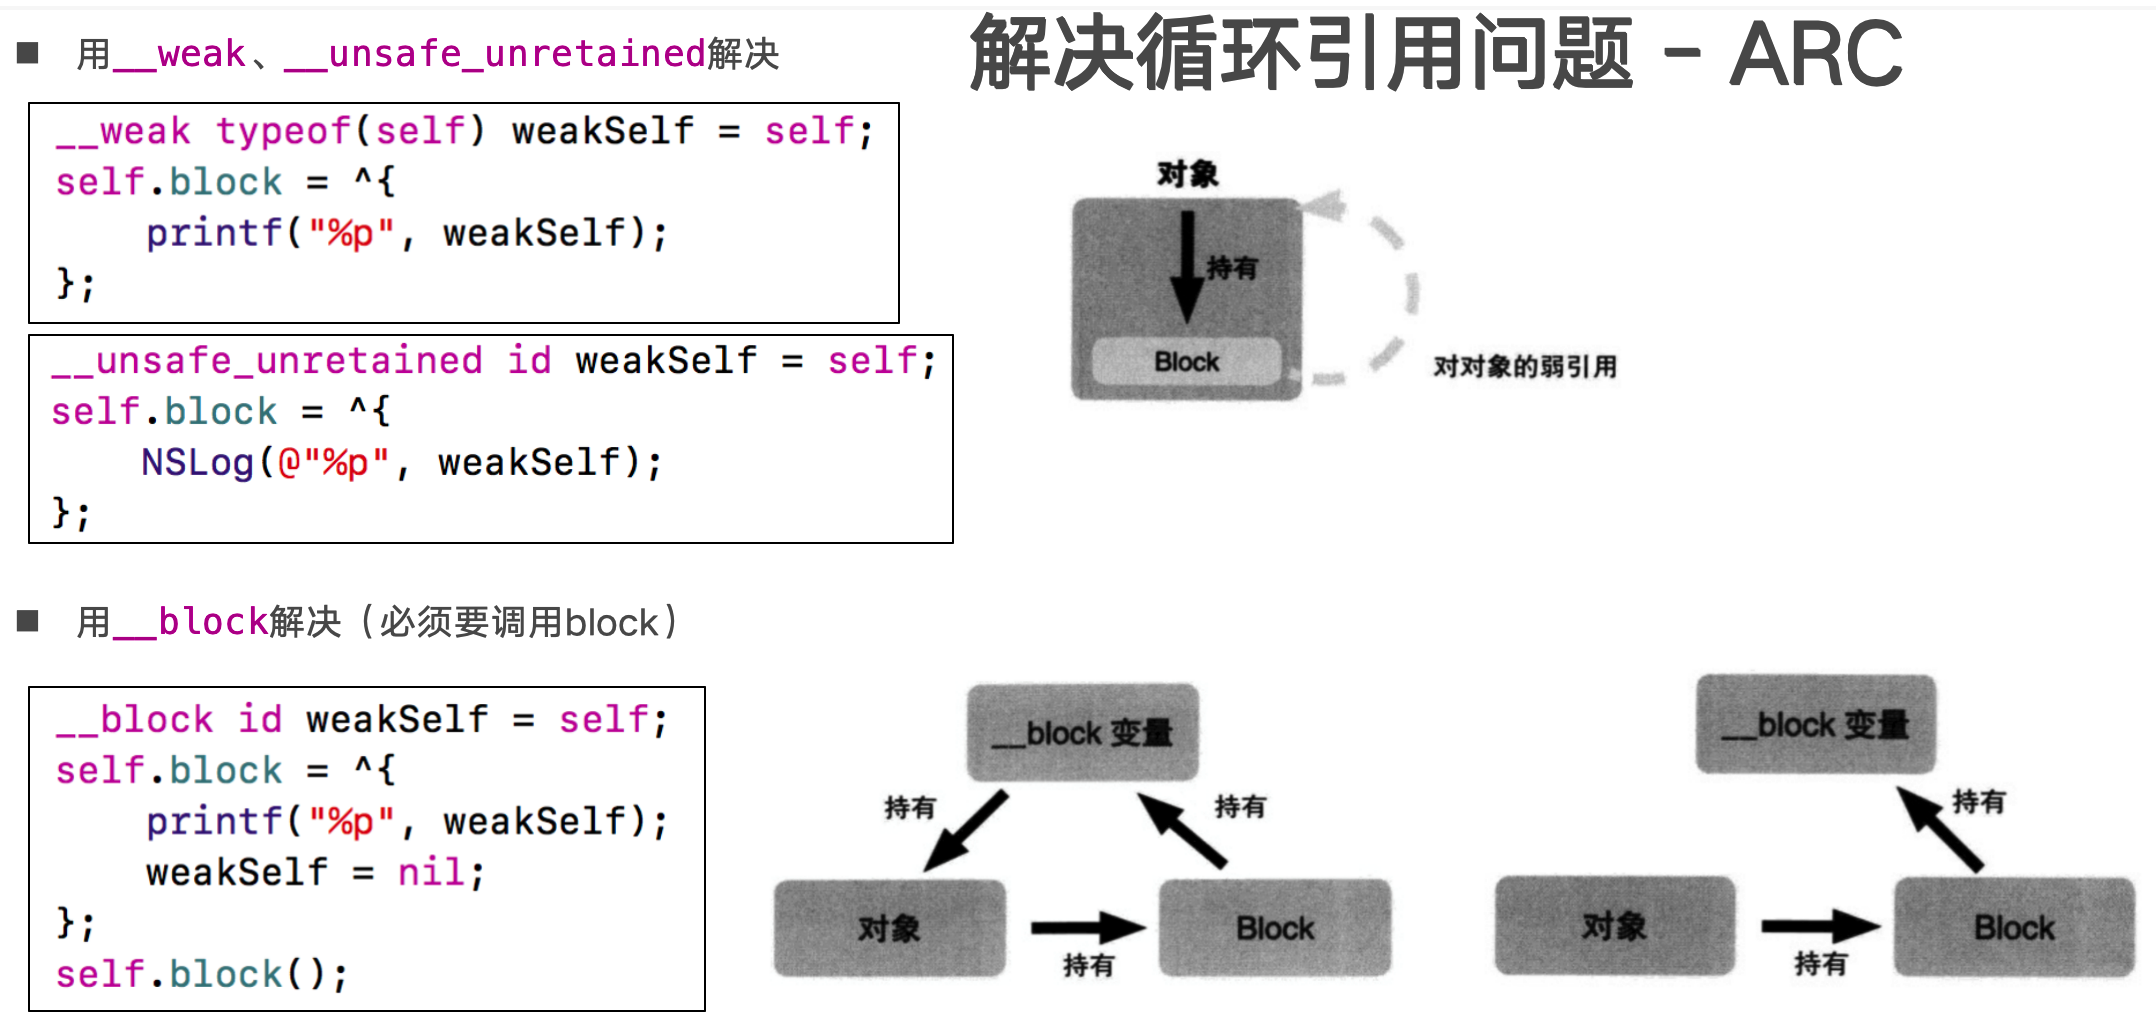 解决循环引用问题 - ARC
■ 用__weak、__unsafe_unretained解决
__weak typeof(self) weakSelf = self;
self.block = ^{
    printf("%p", weakSelf);
};
__unsafe_unretained id weakSelf = self;
self.block = ^{
    NSLog(@"%p", weakSelf);
};
对象
持有
Block
对对象的弱引用
■ 用__block解决（必须要调用block）
__block id weakSelf = self;
self.block = ^{
    printf("%p", weakSelf);
    weakSelf = nil;
};
self.block();
__block 变量
持有
持有
对象
持有
Block
__block 变量
持有
对象
持有
Block